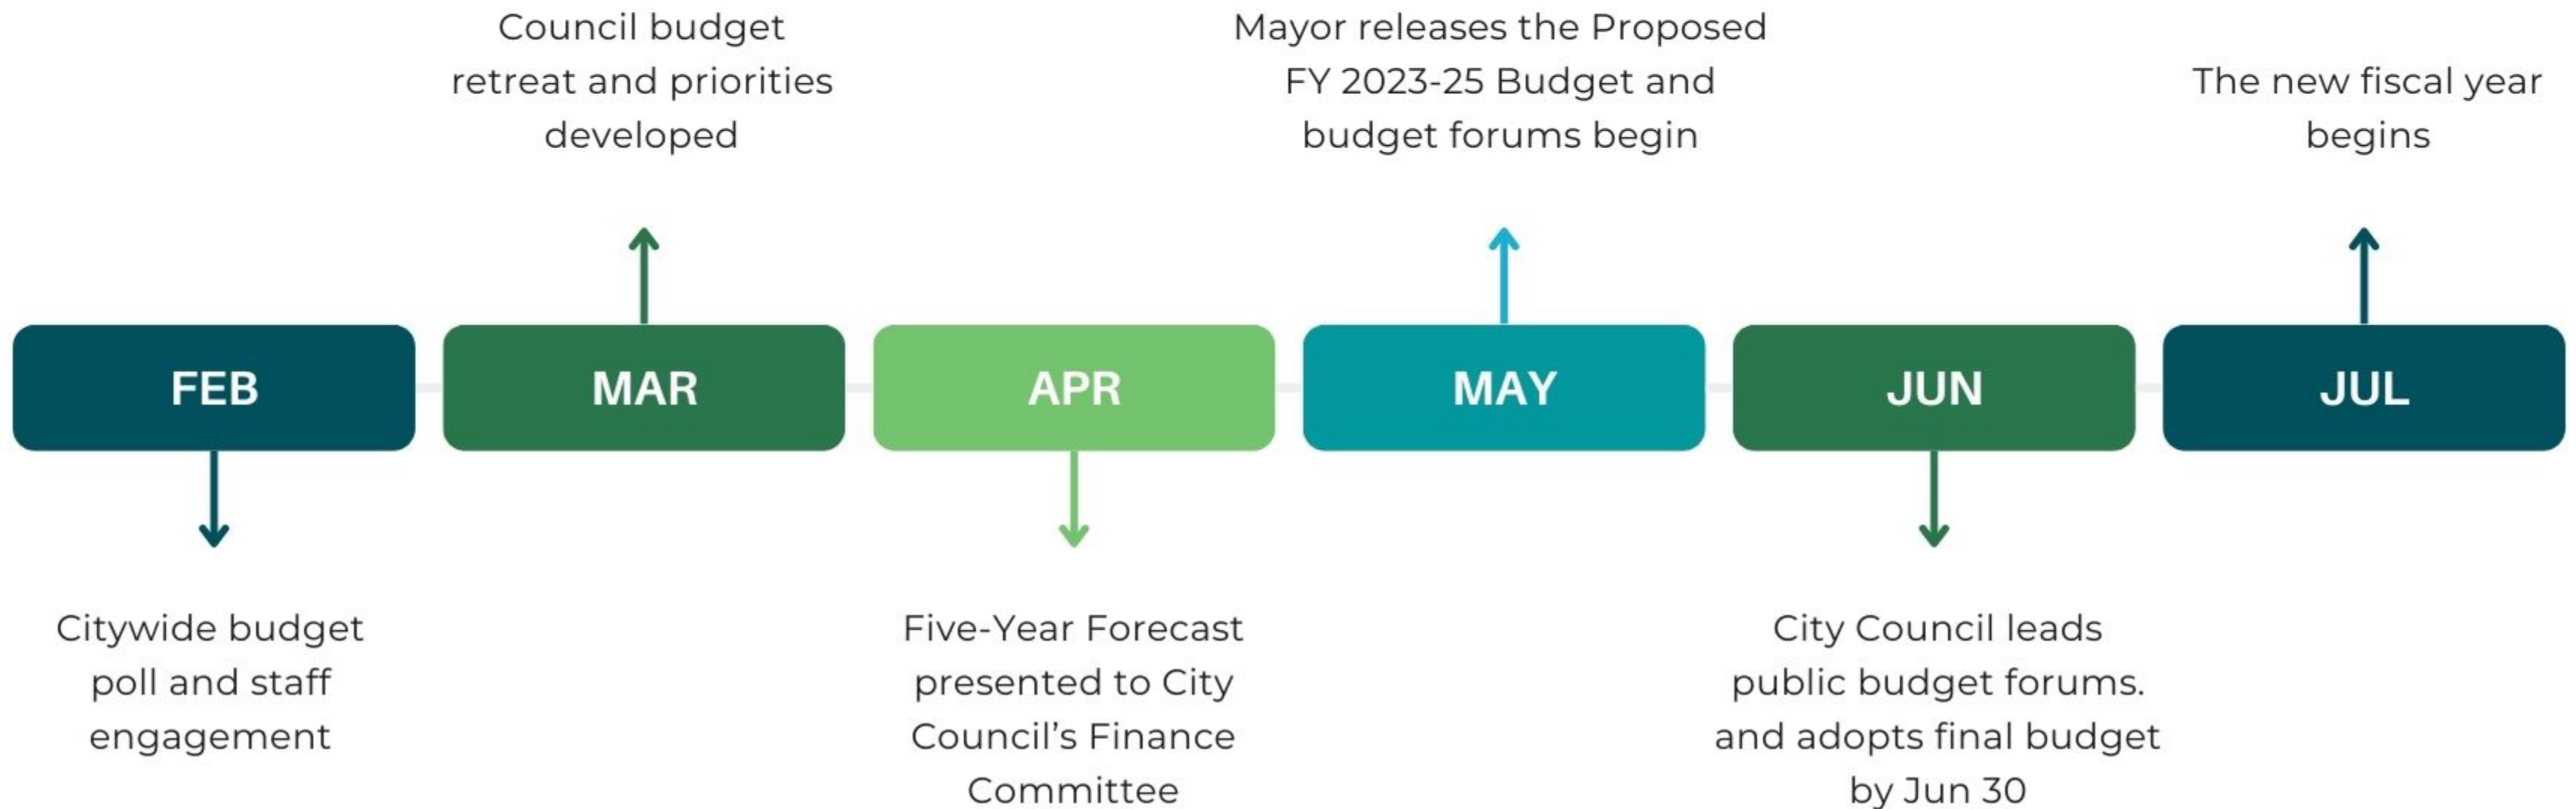 Council budget
retreat and priorities
developed
Mayor releases the Proposed
FY 2023-25 Budget and
budget forums begin
The new fiscal year
begins
FEB
MAR
APR
MAY
JUN
JUL
Citywide budget
poll and staff
engagement
Five-Year Forecast
presented to City
Council’s Finance
Committee
City Council leads
public budget forums.
and adopts final budget
by Jun 30